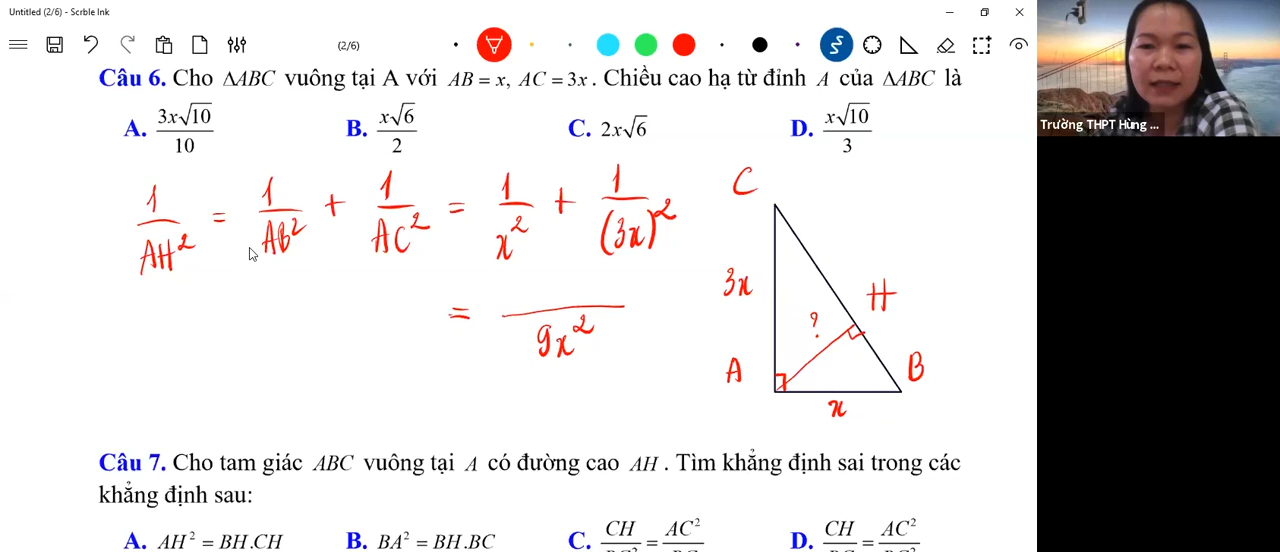 Untitled (2/6) - Scrble Ink
(2/6)
Trường THPT Hùng ...
Câu 6. Cho ΔABC vuông tại A với AB = x, AC = 3x. Chiều cao hạ từ đỉnh A của ΔABC là
A. 3x√10/10 B. x√6/2 C. 2x√6 D. x√10/3
1/AH² = 1/AB² + 1/AC² = 1/x² + 1/(3x)²
= /9x²
C
3x
H
?
A
B
x
Câu 7. Cho tam giác ABC vuông tại A có đường cao AH. Tìm khẳng định sai trong các
khẳng định sau:
A. AH² = BH.CH B. BA² = BH.BC C. CH = AC² D. CH = AC²